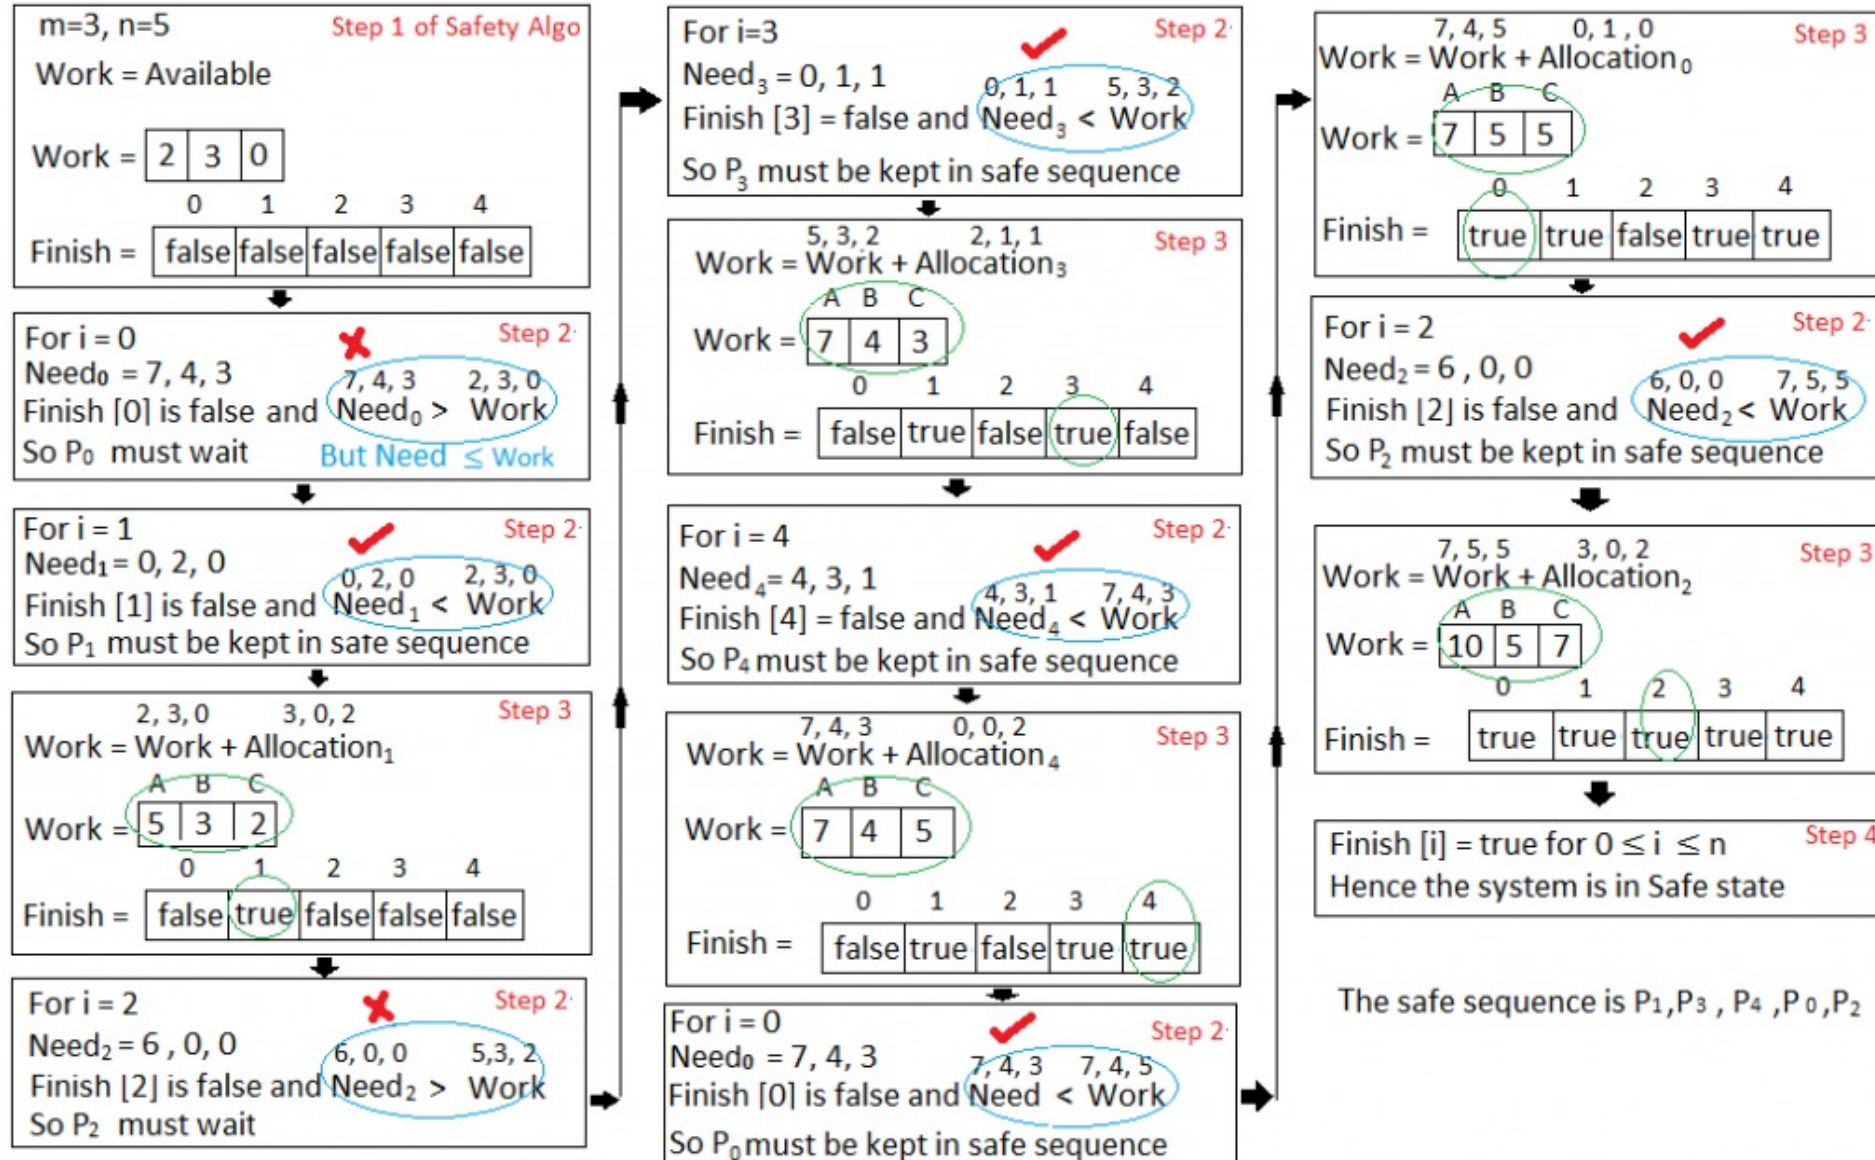 m=3, n=5 Step 1 of Safety Algo
Work = Available
Work = 2 3 0
0 1 2 3 4
Finish = false false false false false
For i = 0 Step 2
Need₀ = 7, 4, 3
7, 4, 3 2, 3, 0
Finish [0] is false and Need₀ > Work
So P₀ must wait But Need ≤ Work
For i = 1 Step 2
Need₁ = 0, 2, 0
0, 2, 0 2, 3, 0
Finish [1] is false and Need₁ < Work
So P₁ must be kept in safe sequence
2, 3, 0 3, 0, 2 Step 3
Work = Work + Allocation₁
A B C
Work = 5 3 2
0 1 2 3 4
Finish = false true false false false
For i = 2 Step 2
Need₂ = 6 , 0, 0
6, 0, 0 5,3, 2
Finish [2] is false and Need₂ > Work
So P₂ must wait
For i=3 Step 2
Need₃ = 0, 1, 1
0, 1, 1 5, 3, 2
Finish [3] = false and Need₃ < Work
So P₃ must be kept in safe sequence
5, 3, 2 2, 1, 1 Step 3
Work = Work + Allocation₃
A B C
Work = 7 4 3
0 1 2 3 4
Finish = false true false true false
For i = 4 Step 2
Need₄ = 4, 3, 1
4, 3, 1 7, 4, 3
Finish [4] = false and Need₄ < Work
So P₄ must be kept in safe sequence
7, 4, 3 0, 0, 2 Step 3
Work = Work + Allocation₄
A B C
Work = 7 4 5
0 1 2 3 4
Finish = false true false true true
For i = 0 Step 2
Need₀ = 7, 4, 3
7, 4, 3 7, 4, 5
Finish [0] is false and Need < Work
So P₀ must be kept in safe sequence
7, 4, 5 0, 1 , 0 Step 3
Work = Work + Allocation₀
A B C
Work = 7 5 5
0 1 2 3 4
Finish = true true false true true
For i = 2 Step 2
Need₂ = 6 , 0, 0
6, 0, 0 7, 5, 5
Finish [2] is false and Need₂ < Work
So P₂ must be kept in safe sequence
7, 5, 5 3, 0, 2 Step 3
Work = Work + Allocation₂
A B C
Work = 10 5 7
0 1 2 3 4
Finish = true true true true true
Finish [i] = true for 0 ≤ i ≤ n Step 4
Hence the system is in Safe state
The safe sequence is P₁,P₃ , P₄ ,P₀,P₂